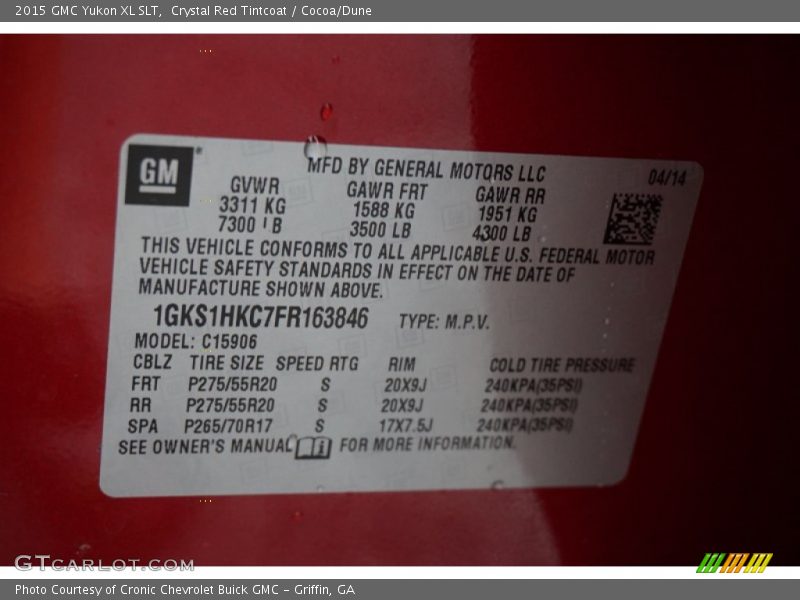 2015 GMC Yukon XL SLT, Crystal Red Tintcoat / Cocoa/Dune
GM
MFD BY GENERAL MOTORS LLC
04/14
GVWR GAWR FRT GAWR RR
3311 KG 1588 KG 1951 KG
7300 LB 3500 LB 4300 LB
THIS VEHICLE CONFORMS TO ALL APPLICABLE U.S. FEDERAL MOTOR
VEHICLE SAFETY STANDARDS IN EFFECT ON THE DATE OF
MANUFACTURE SHOWN ABOVE.
1GKS1HKC7FR163846 TYPE: M.P.V.
MODEL: C15906
CBLZ TIRE SIZE SPEED RTG RIM COLD TIRE PRESSURE
FRT P275/55R20 S 20X9J 240KPA(35PSI)
RR P275/55R20 S 20X9J 240KPA(35PSI)
SPA P265/70R17 S 17X7.5J 240KPA(35PSI)
SEE OWNER'S MANUAL FOR MORE INFORMATION.
GTCARLOT.COM
Photo Courtesy of Cronic Chevrolet Buick GMC - Griffin, GA